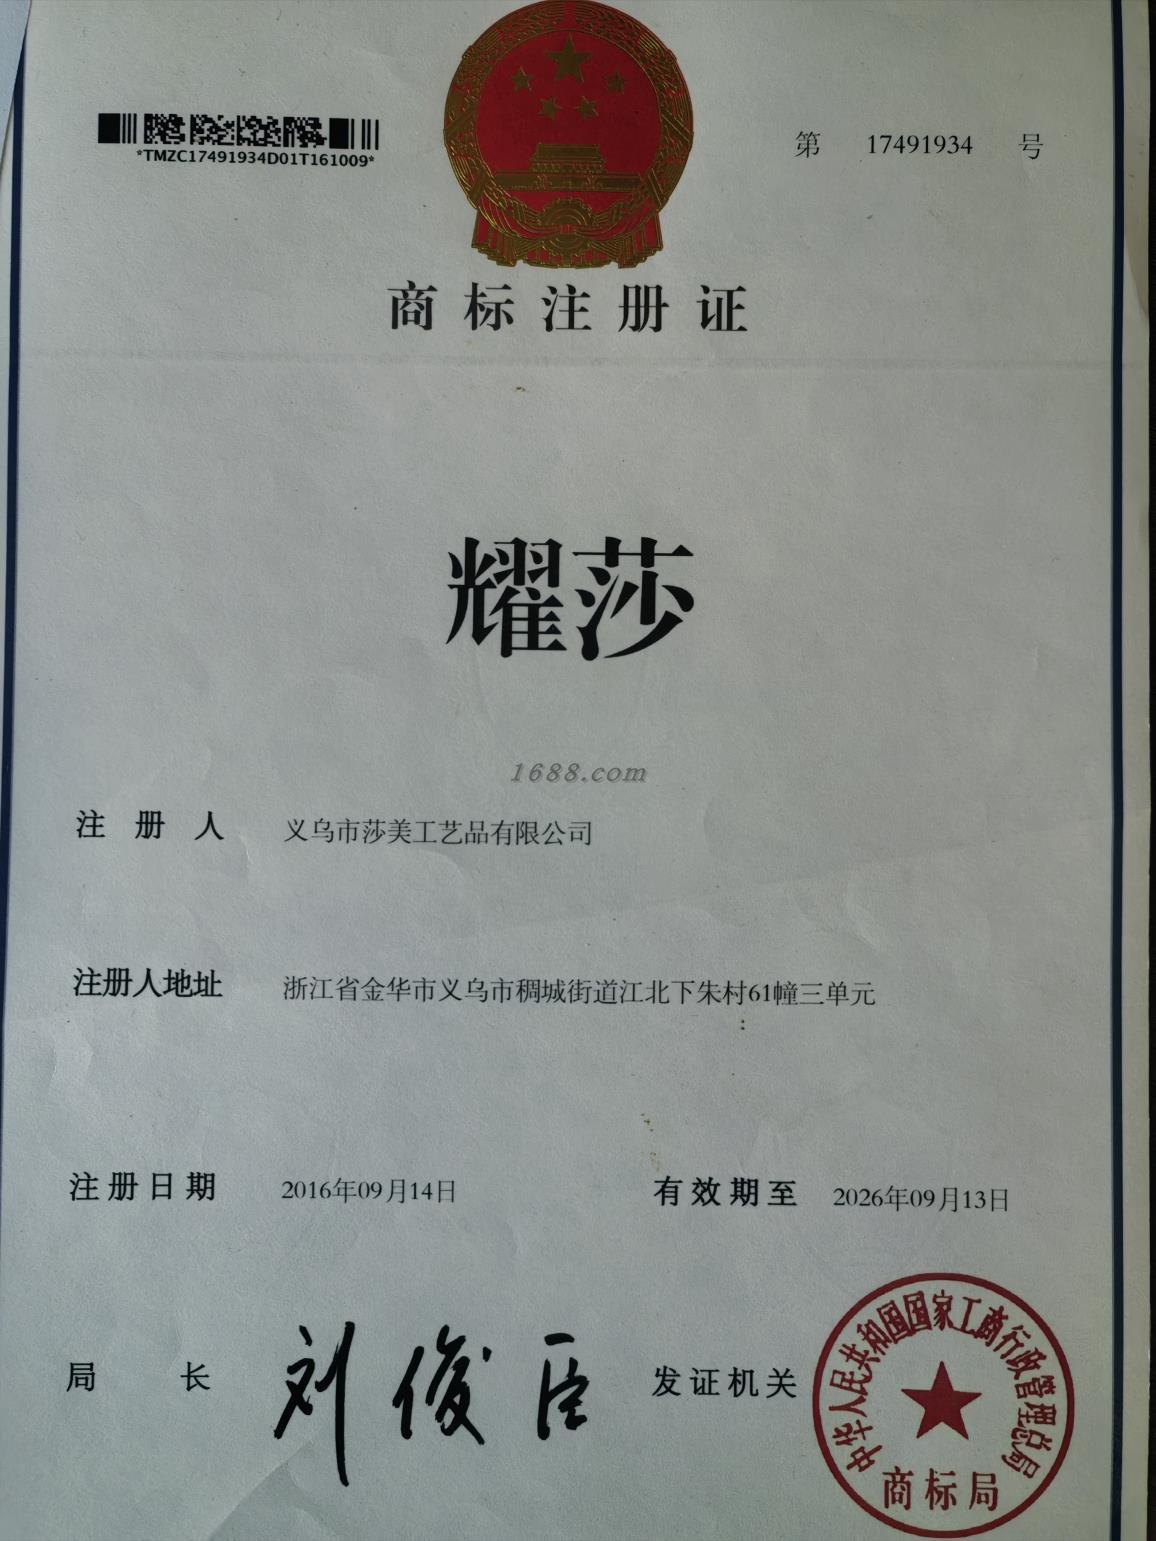 *TMZC17491934D01T161009*
第 17491934 号
商标注册证
耀莎
1688.com
注册人 义乌市莎美工艺品有限公司
注册人地址 浙江省金华市义乌市稠城街道江北下朱村61幢三单元
注册日期 2016年09月14日 有效期至 2026年09月13日
局长 刘俊臣 发证机关
中华人民共和国国家工商行政管理总局
商标局